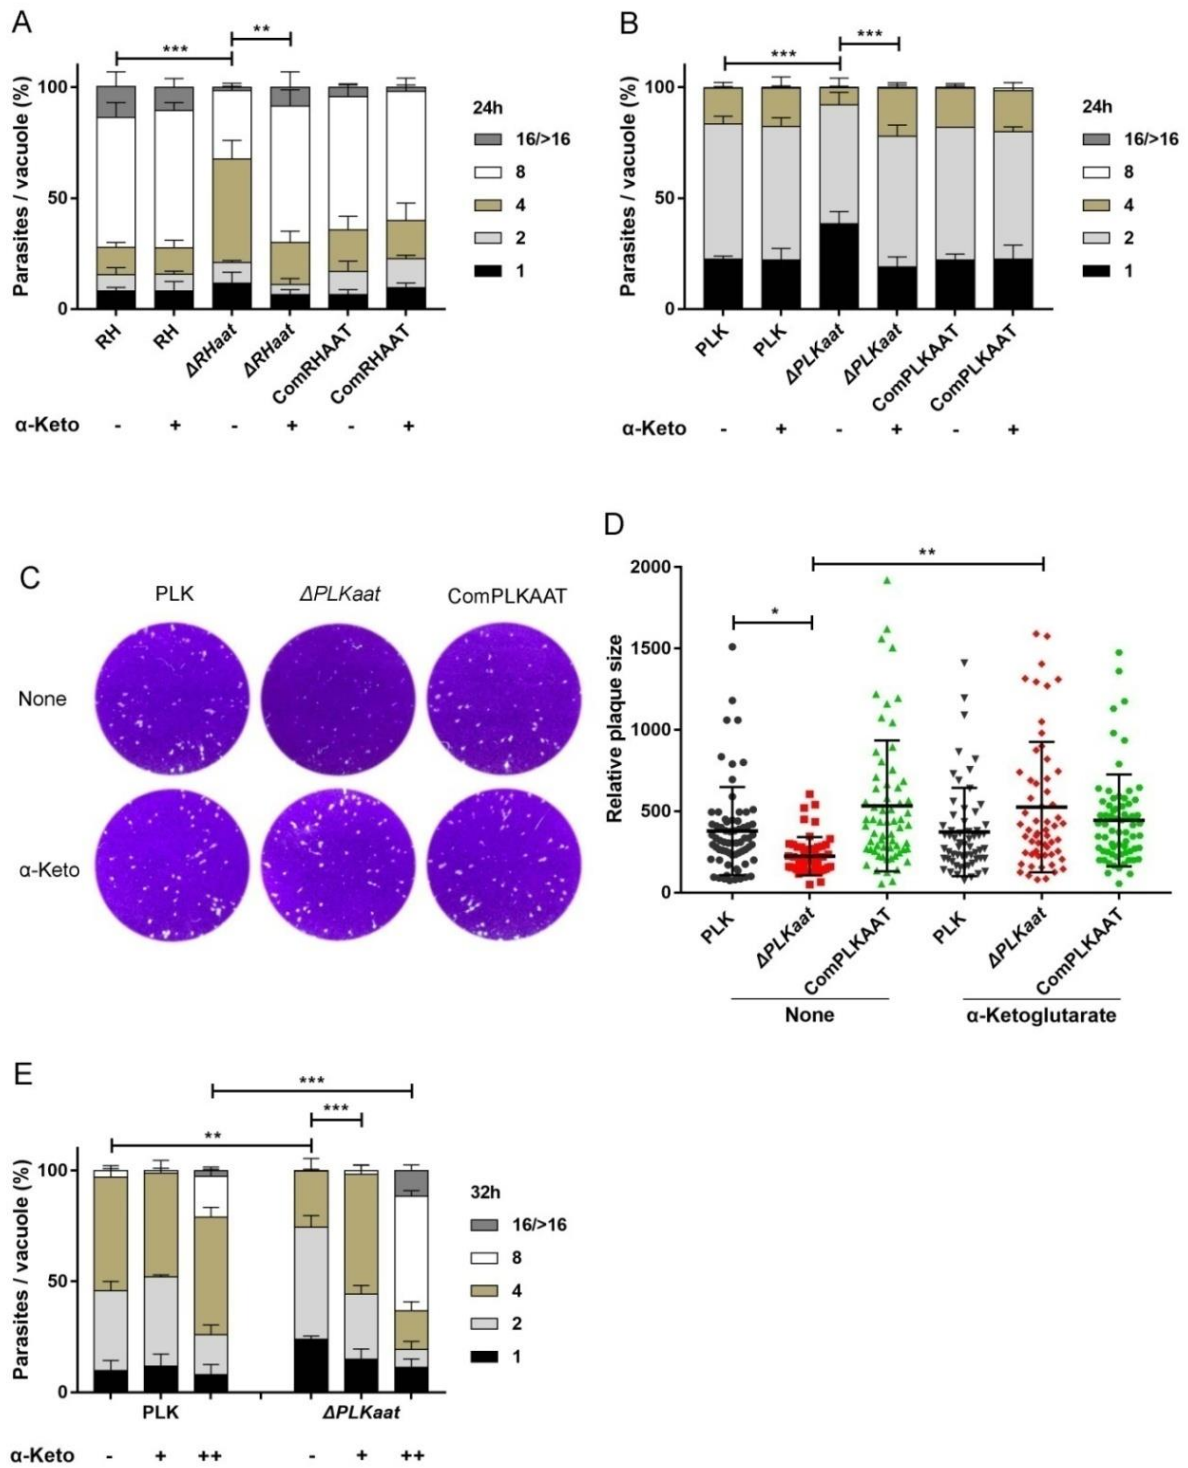 A
***
**
Parasites / vacuole (%)
100
50
0
RH
RH
ΔRHaat
ΔRHaat
ComRHAAT
ComRHAAT
α-Keto - + - + - +
24h
16/>16
8
4
2
1
B
***
***
Parasites / vacuole (%)
100
50
0
PLK
PLK
ΔPLKaat
ΔPLKaat
ComPLKAAT
ComPLKAAT
α-Keto - + - + - +
24h
16/>16
8
4
2
1
C
PLK ΔPLKaat ComPLKAAT
None
α-Keto
D
**
*
Relative plaque size
2000
1500
1000
500
0
PLK
ΔPLKaat
ComPLKAAT
PLK
ΔPLKaat
ComPLKAAT
None α-Ketoglutarate
E
***
***
**
Parasites / vacuole (%)
100
50
0
PLK ΔPLKaat
α-Keto - + ++ - + ++
32h
16/>16
8
4
2
1